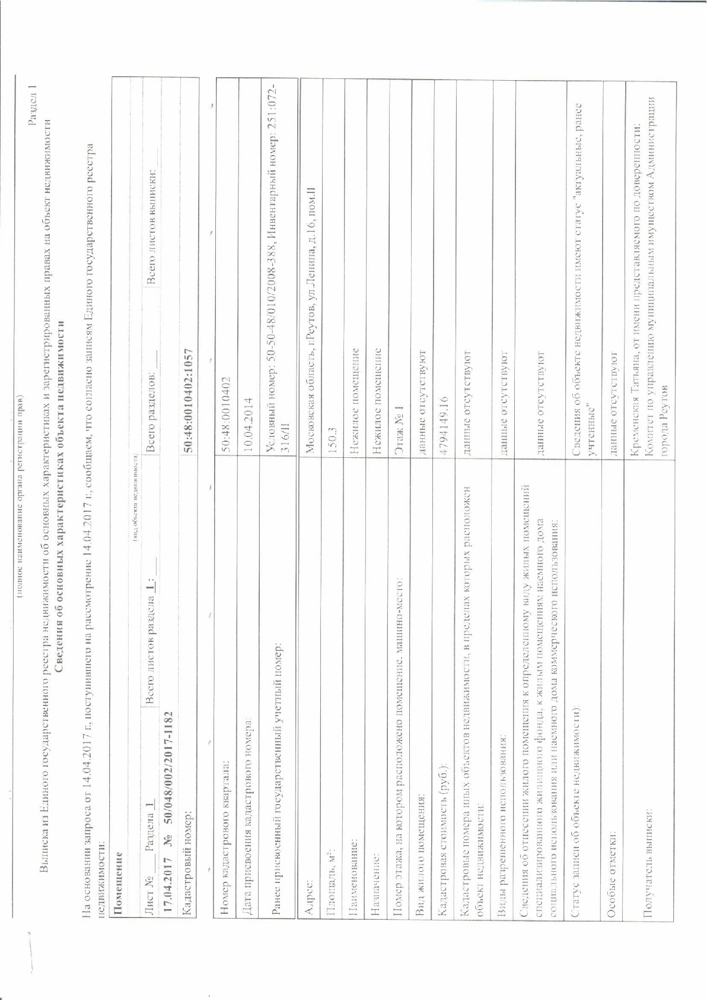 (полное наименование органа регистрации прав)
Раздел 1
Выписка из Единого государственного реестра недвижимости об основных характеристиках и зарегистрированных правах на объект недвижимости
Сведения об основных характеристиках объекта недвижимости
На основании запроса от 14.04.2017 г., поступившего на рассмотрение 14.04.2017 г., сообщаем, что согласно записям Единого государственного реестра
недвижимости:
Помещение
(вид объекта недвижимости)
Лист № ___ Раздела 1 Всего листов раздела 1 : ___ Всего разделов: ___ Всего листов выписки: ___
17.04.2017 № 50/048/002/2017-1182
Кадастровый номер: 50:48:0010402:1057
Номер кадастрового квартала: 50:48:0010402
Дата присвоения кадастрового номера: 10.04.2014
Ранее присвоенный государственный учетный номер: Условный номер: 50-50-48/010/2008-388, Инвентарный номер: 251:072-
316/II
Адрес: Московская область, г.Реутов, ул.Ленина, д.16, пом.II
Площадь, м²: 150.3
Наименование: Нежилое помещение
Назначение: Нежилое помещение
Номер этажа, на котором расположено помещение, машино-место: Этаж № 1
Вид жилого помещения: данные отсутствуют
Кадастровая стоимость (руб.): 4794149.16
Кадастровые номера иных объектов недвижимости, в пределах которых расположен данные отсутствуют
объект недвижимости:
Виды разрешенного использования: данные отсутствуют
Сведения об отнесении жилого помещения к определенному виду жилых помещений
специализированного жилищного фонда, к жилым помещениям наемного дома данные отсутствуют
социального использования или наемного дома коммерческого использования:
Статус записи об объекте недвижимости): Сведения об объекте недвижимости имеют статус "актуальные, ранее
учтенные"
Особые отметки: данные отсутствуют
Получатель выписки: Кременская Татьяна, от имени представляемого по доверенности:
Комитет по управлению муниципальным имуществом Администрации
города Реутов